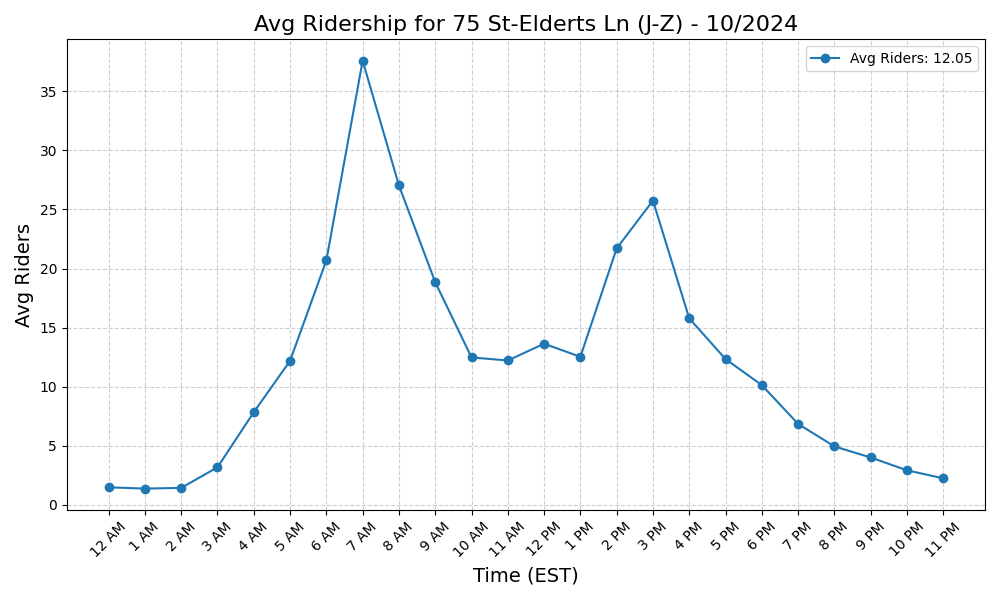 Avg Ridership for 75 St-Elderts Ln (J-Z) - 10/2024
Avg Riders: 12.05
Avg Riders
35
30
25
20
15
10
5
0
12 AM
1 AM
2 AM
3 AM
4 AM
5 AM
6 AM
7 AM
8 AM
9 AM
10 AM
11 AM
12 PM
1 PM
2 PM
3 PM
4 PM
5 PM
6 PM
7 PM
8 PM
9 PM
10 PM
11 PM
Time (EST)